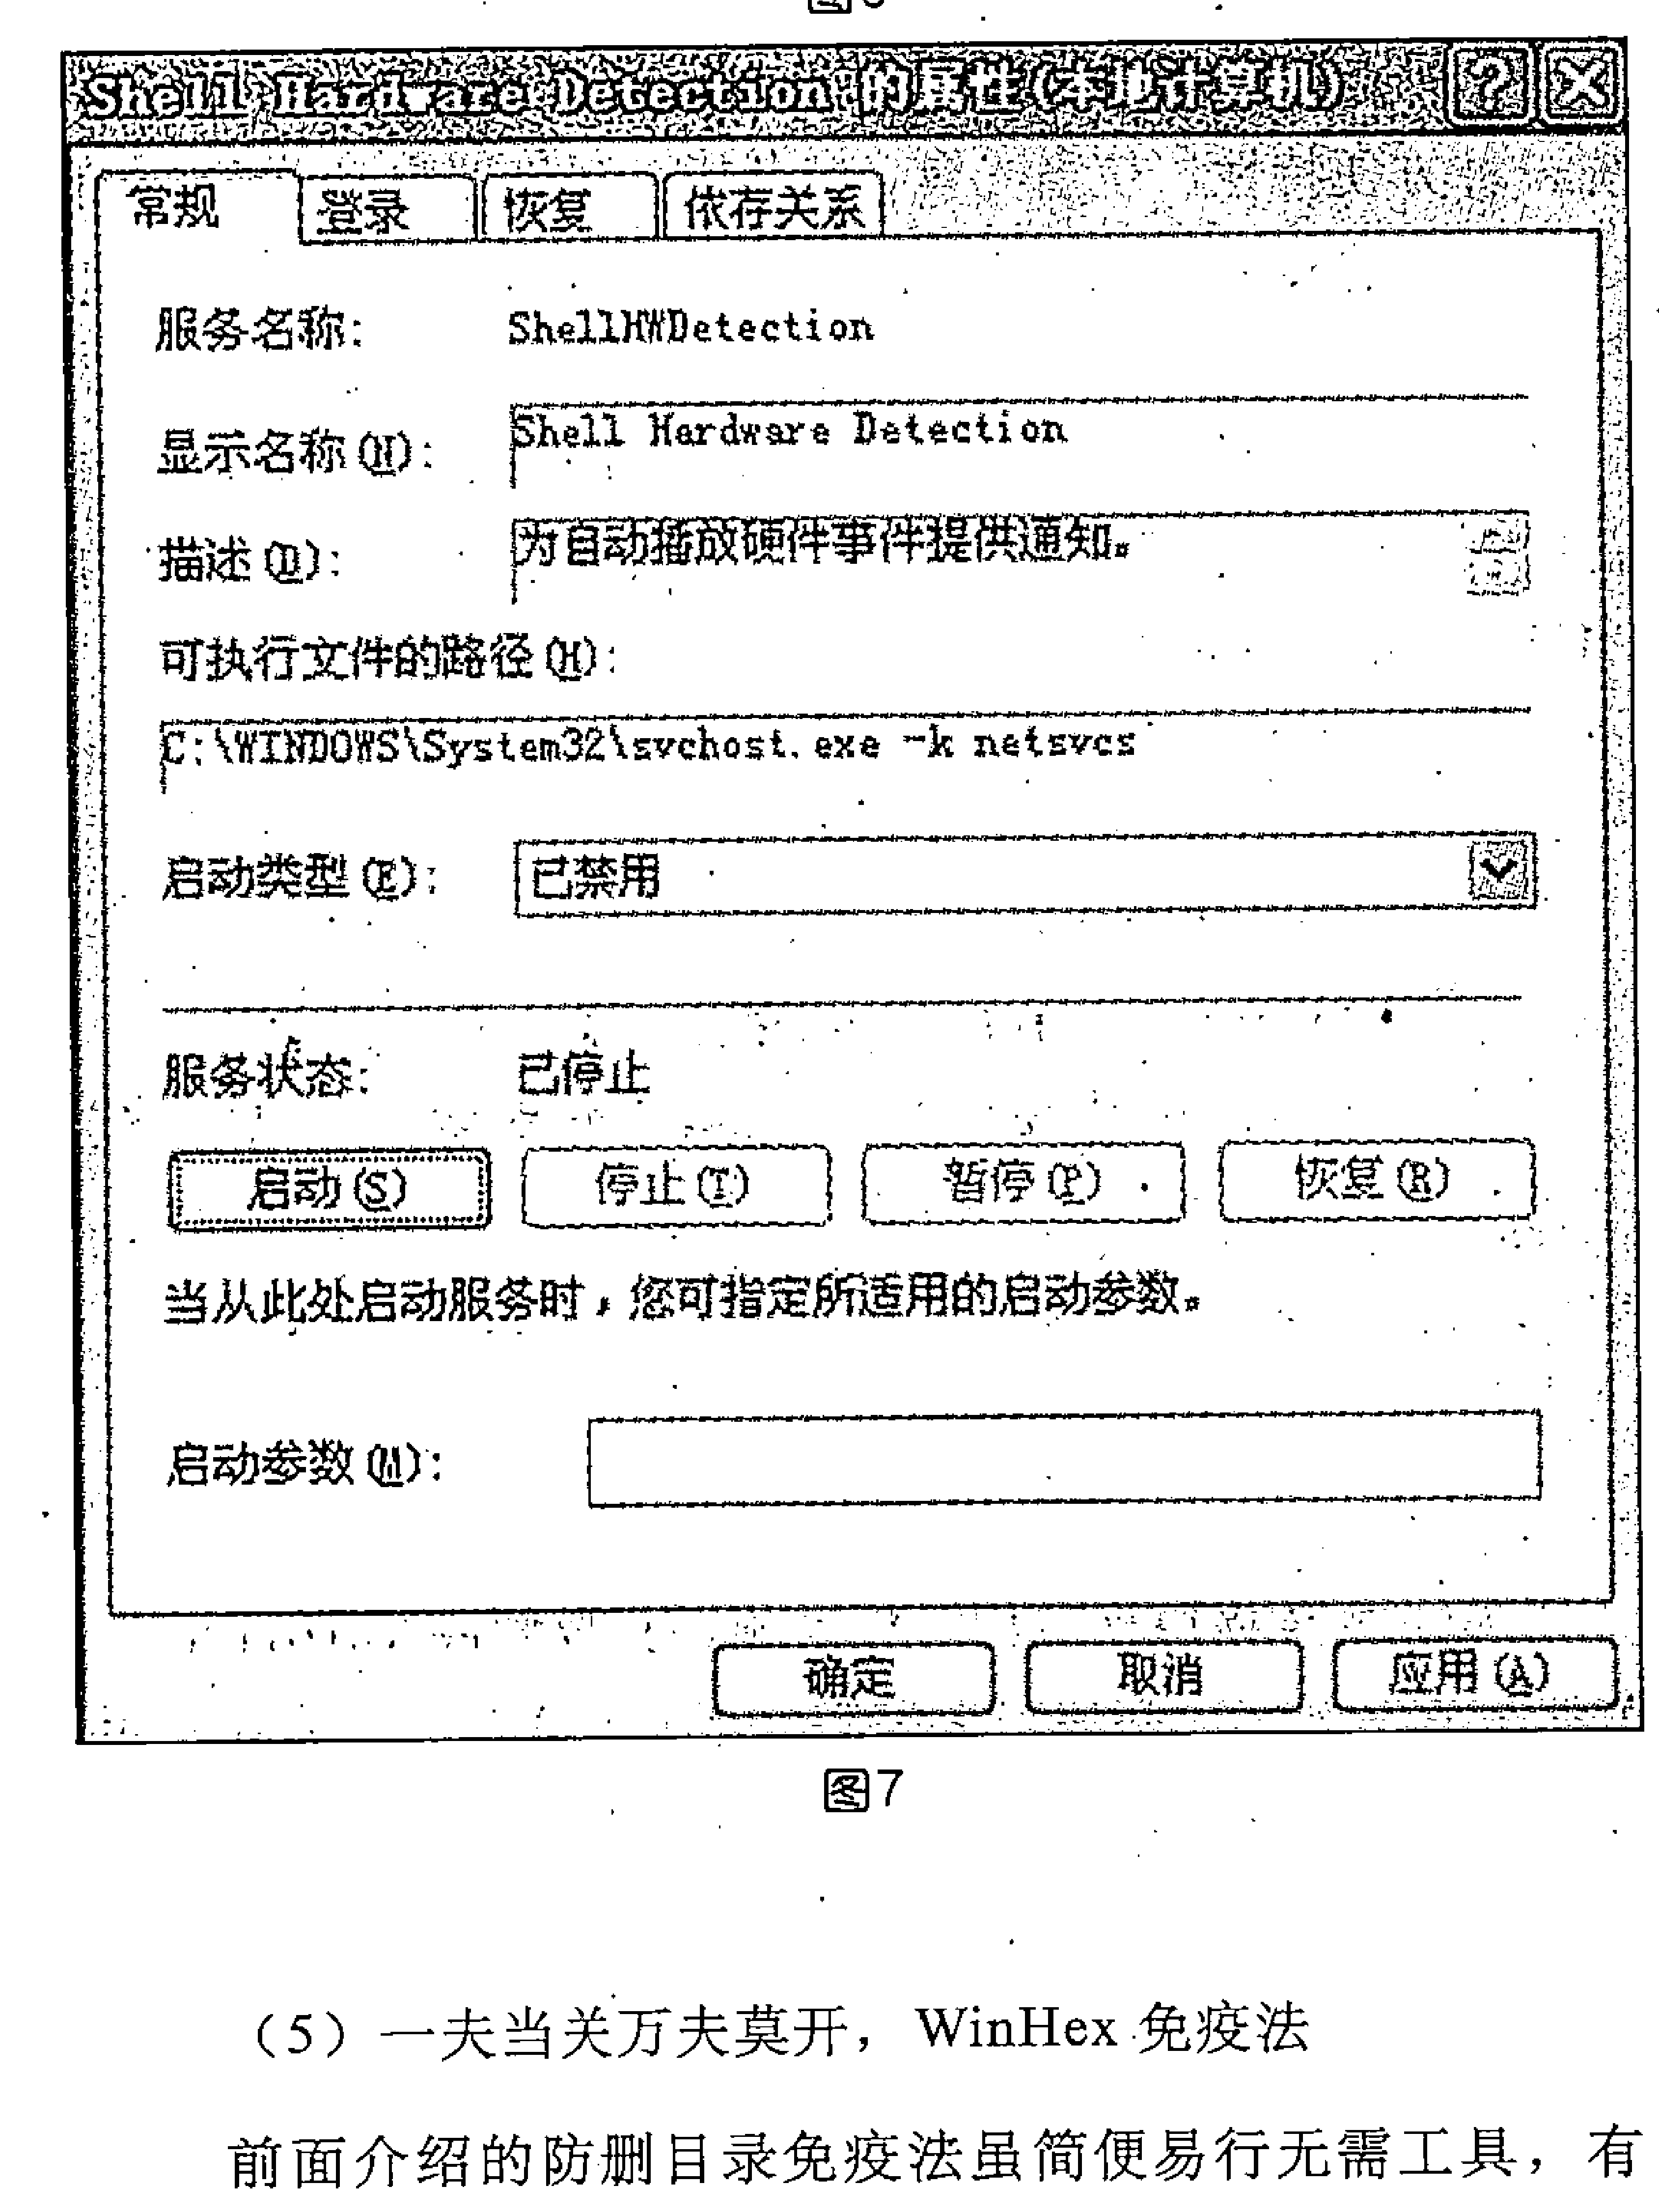 Shell Hardware Detection 的属性(本地计算机)
常规 登录 恢复 依存关系
服务名称: ShellHWDetection
显示名称(N): Shell Hardware Detection
描述(D): 为自动播放硬件事件提供通知。
可执行文件的路径(H):
C:\WINDOWS\System32\svchost.exe -k netsvcs
启动类型(E): 已禁用
服务状态: 已停止
启动(S) 停止(T) 暂停(P) 恢复(R)
当从此处启动服务时，您可指定所适用的启动参数。
启动参数(M):
确定 取消 应用(A)
图7
（5）一夫当关万夫莫开，WinHex 免疫法
前面介绍的防删目录免疫法虽简便易行无需工具，有